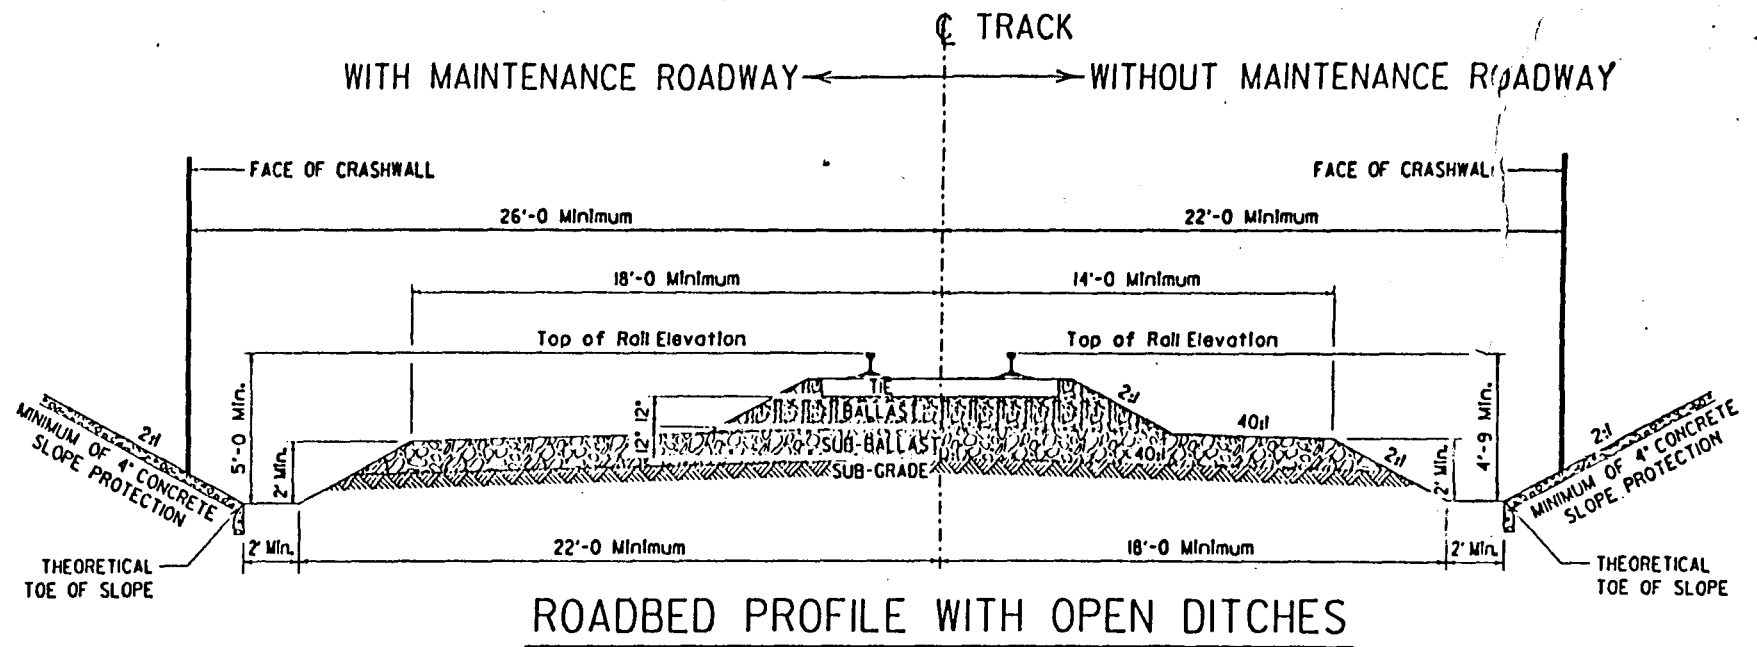 ℄ TRACK
WITH MAINTENANCE ROADWAY
WITHOUT MAINTENANCE ROADWAY
FACE OF CRASHWALL
FACE OF CRASHWALL
26'-0 Minimum
22'-0 Minimum
18'-0 Minimum
14'-0 Minimum
Top of Rail Elevation
Top of Rail Elevation
TIE
BALLAST
SUB-BALLAST
SUB-GRADE
12"
12"
2:1
40:1
40:1
2:1
5'-0 Min.
2' Min.
4'-9 Min.
2' Min.
2:1
MINIMUM OF 4" CONCRETE
SLOPE PROTECTION
2:1
MINIMUM OF 4" CONCRETE
SLOPE PROTECTION
2' Min.
22'-0 Minimum
18'-0 Minimum
2' Min.
THEORETICAL
TOE OF SLOPE
THEORETICAL
TOE OF SLOPE
ROADBED PROFILE WITH OPEN DITCHES